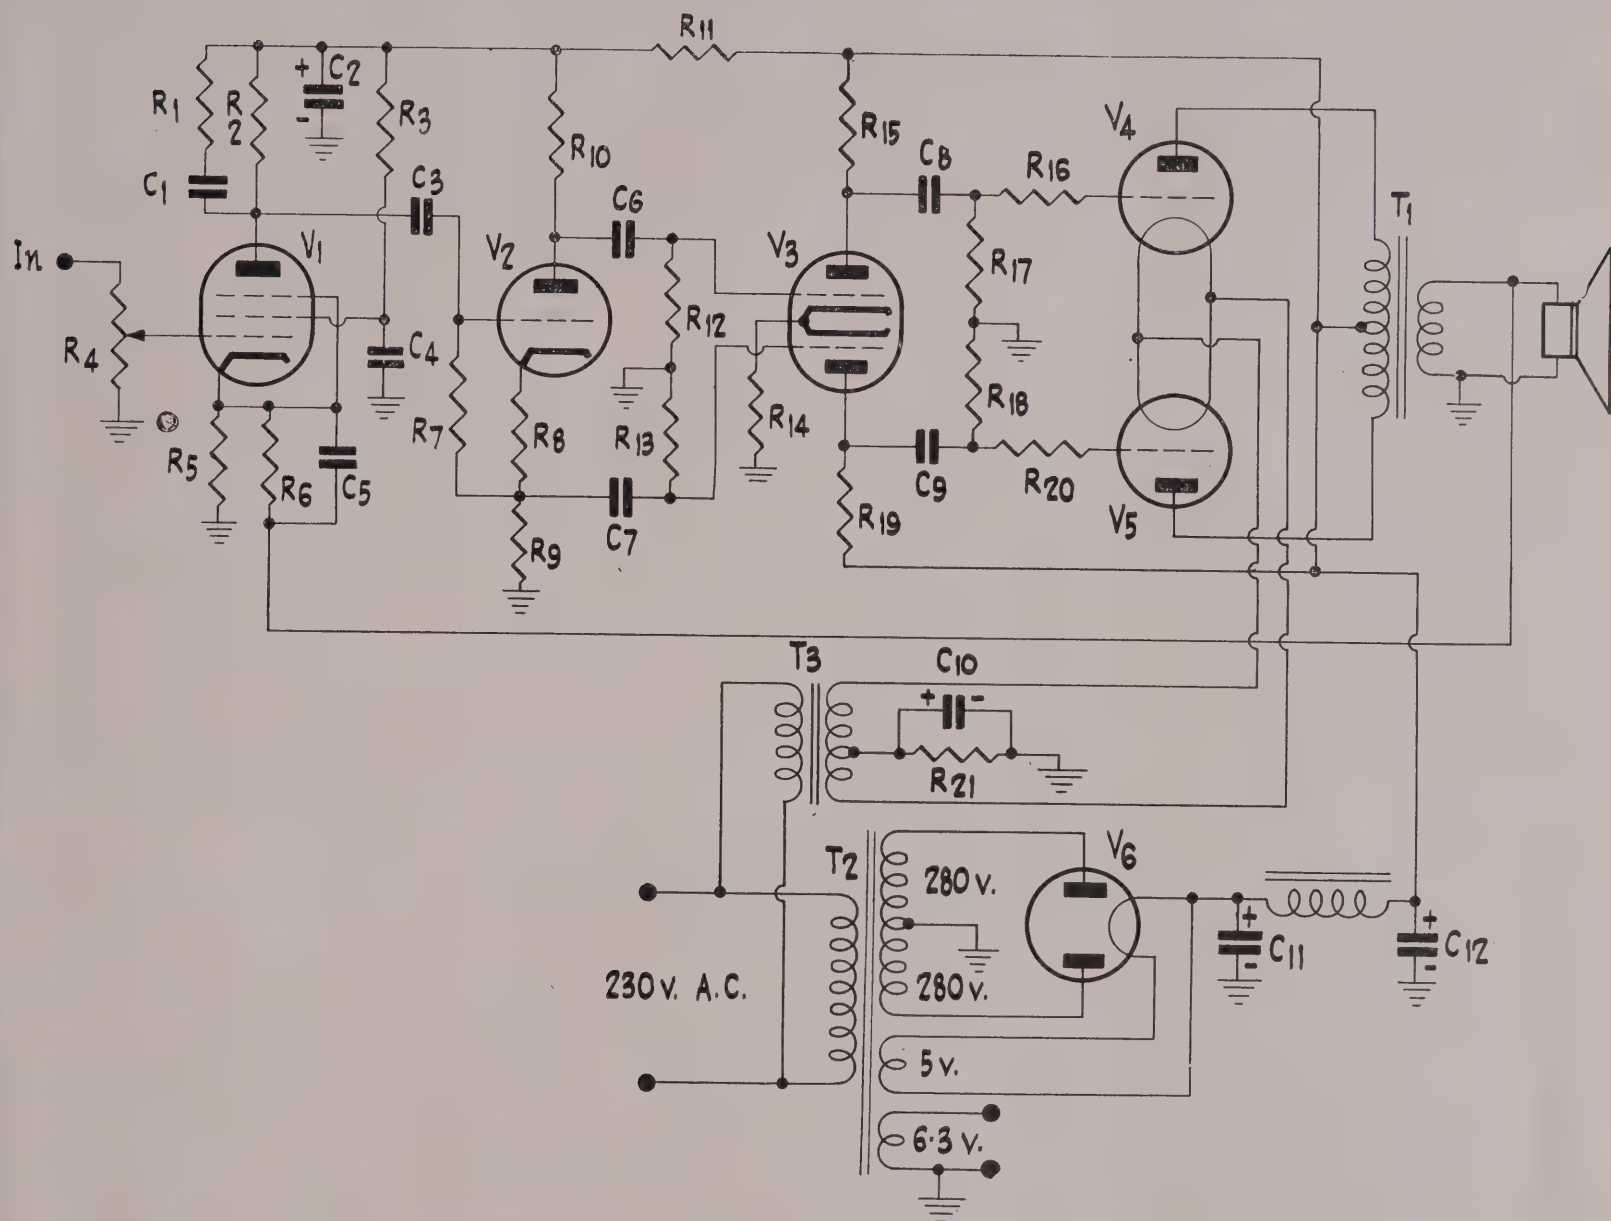 R11
C2
+
-
R1
R2
R3
R10
R15
V4
C8
R16
C1
C3
C6
T1
In
V1
V2
V3
R17
R12
R4
C4
R18
R7
R8
R13
R14
R5
R6
C5
C9
R20
V5
R19
C7
R9
T3
C10
+ -
R21
T2
V6
280 v.
+
C11
-
+
C12
-
230 v. A.C.
280 v.
5 v.
6·3 v.